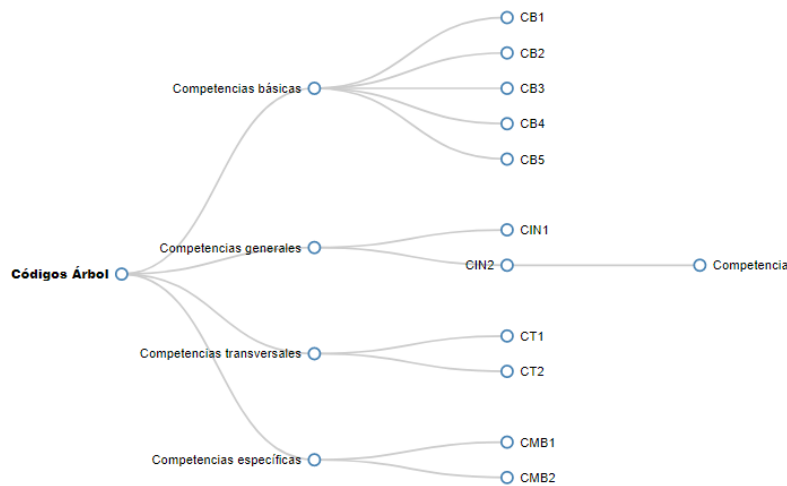 CB1
CB2
Competencias básicas
CB3
CB4
CB5
CIN1
Competencias generales
CIN2
Competencia
Códigos Árbol
CT1
Competencias transversales
CT2
CMB1
Competencias específicas
CMB2